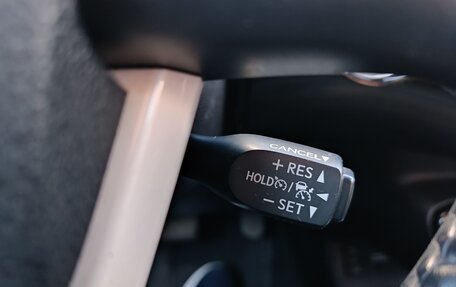 CANCEL▼
+ RES ▲
HOLD / ◀
− SET ▼